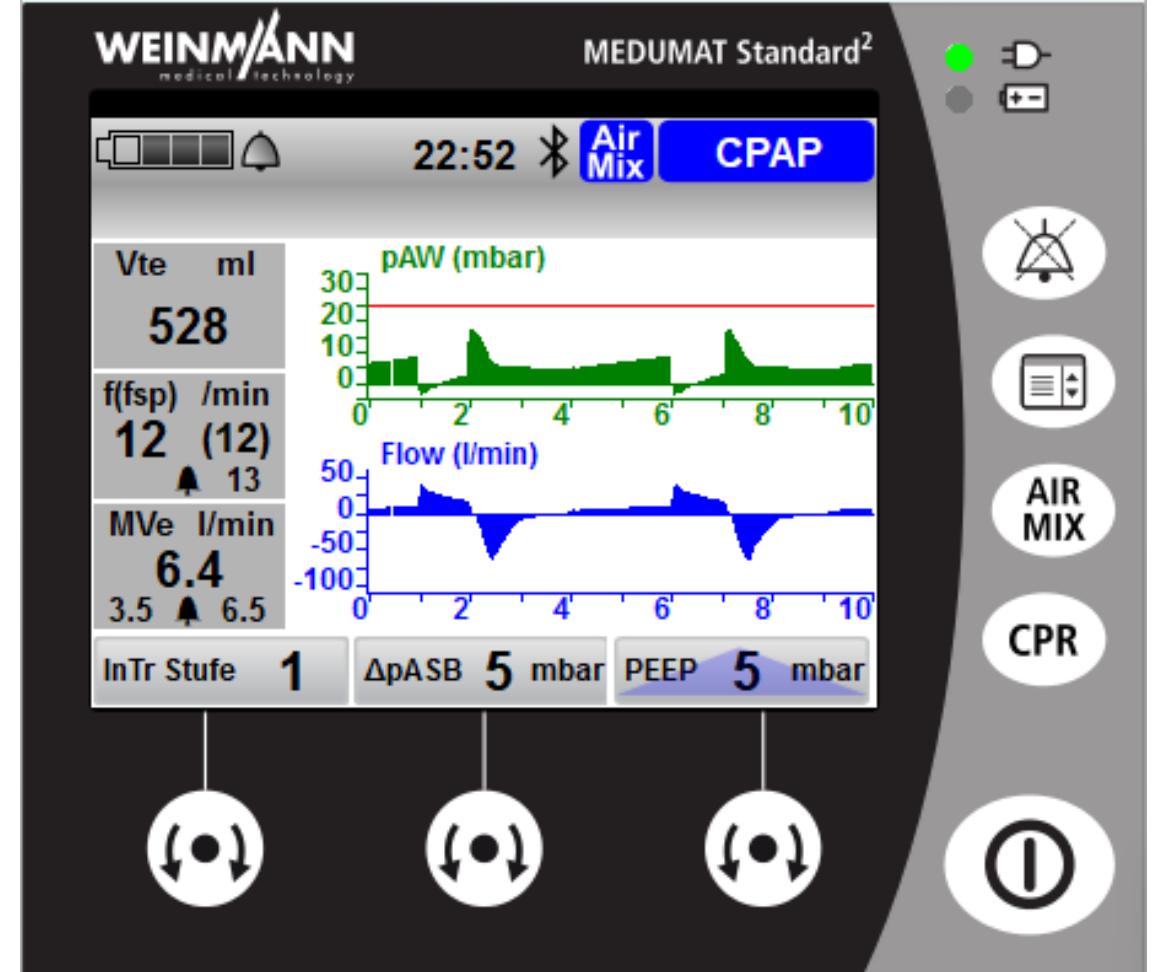 WEINMANN
medical technology
MEDUMAT Standard²
22:52
Air
Mix
CPAP
Vte ml
528
f(fsp) /min
12 (12)
13
MVe l/min
6.4
3.5 6.5
pAW (mbar)
30
20
10
0
0 2 4 6 8 10
Flow (l/min)
50
0
-50
-100
0 2 4 6 8 10
InTr Stufe 1
ΔpASB 5 mbar
PEEP 5 mbar
AIR
MIX
CPR